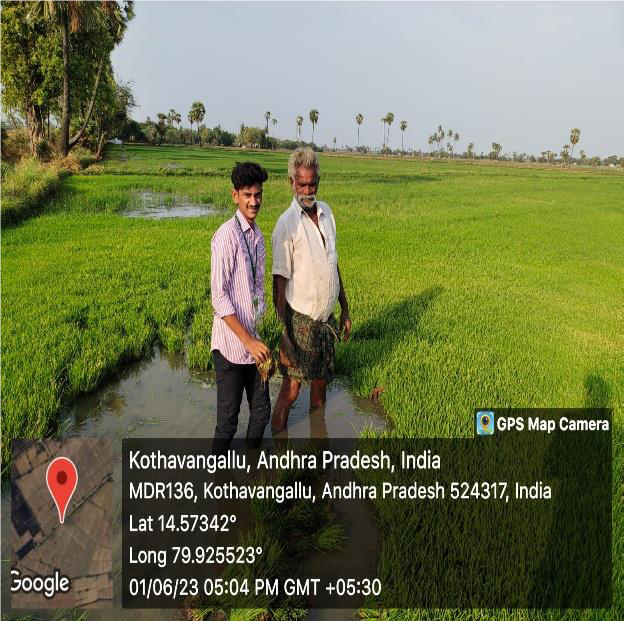 GPS Map Camera
Kothavangallu, Andhra Pradesh, India
MDR136, Kothavangallu, Andhra Pradesh 524317, India
Lat 14.57342°
Long 79.925523°
01/06/23 05:04 PM GMT +05:30
Google